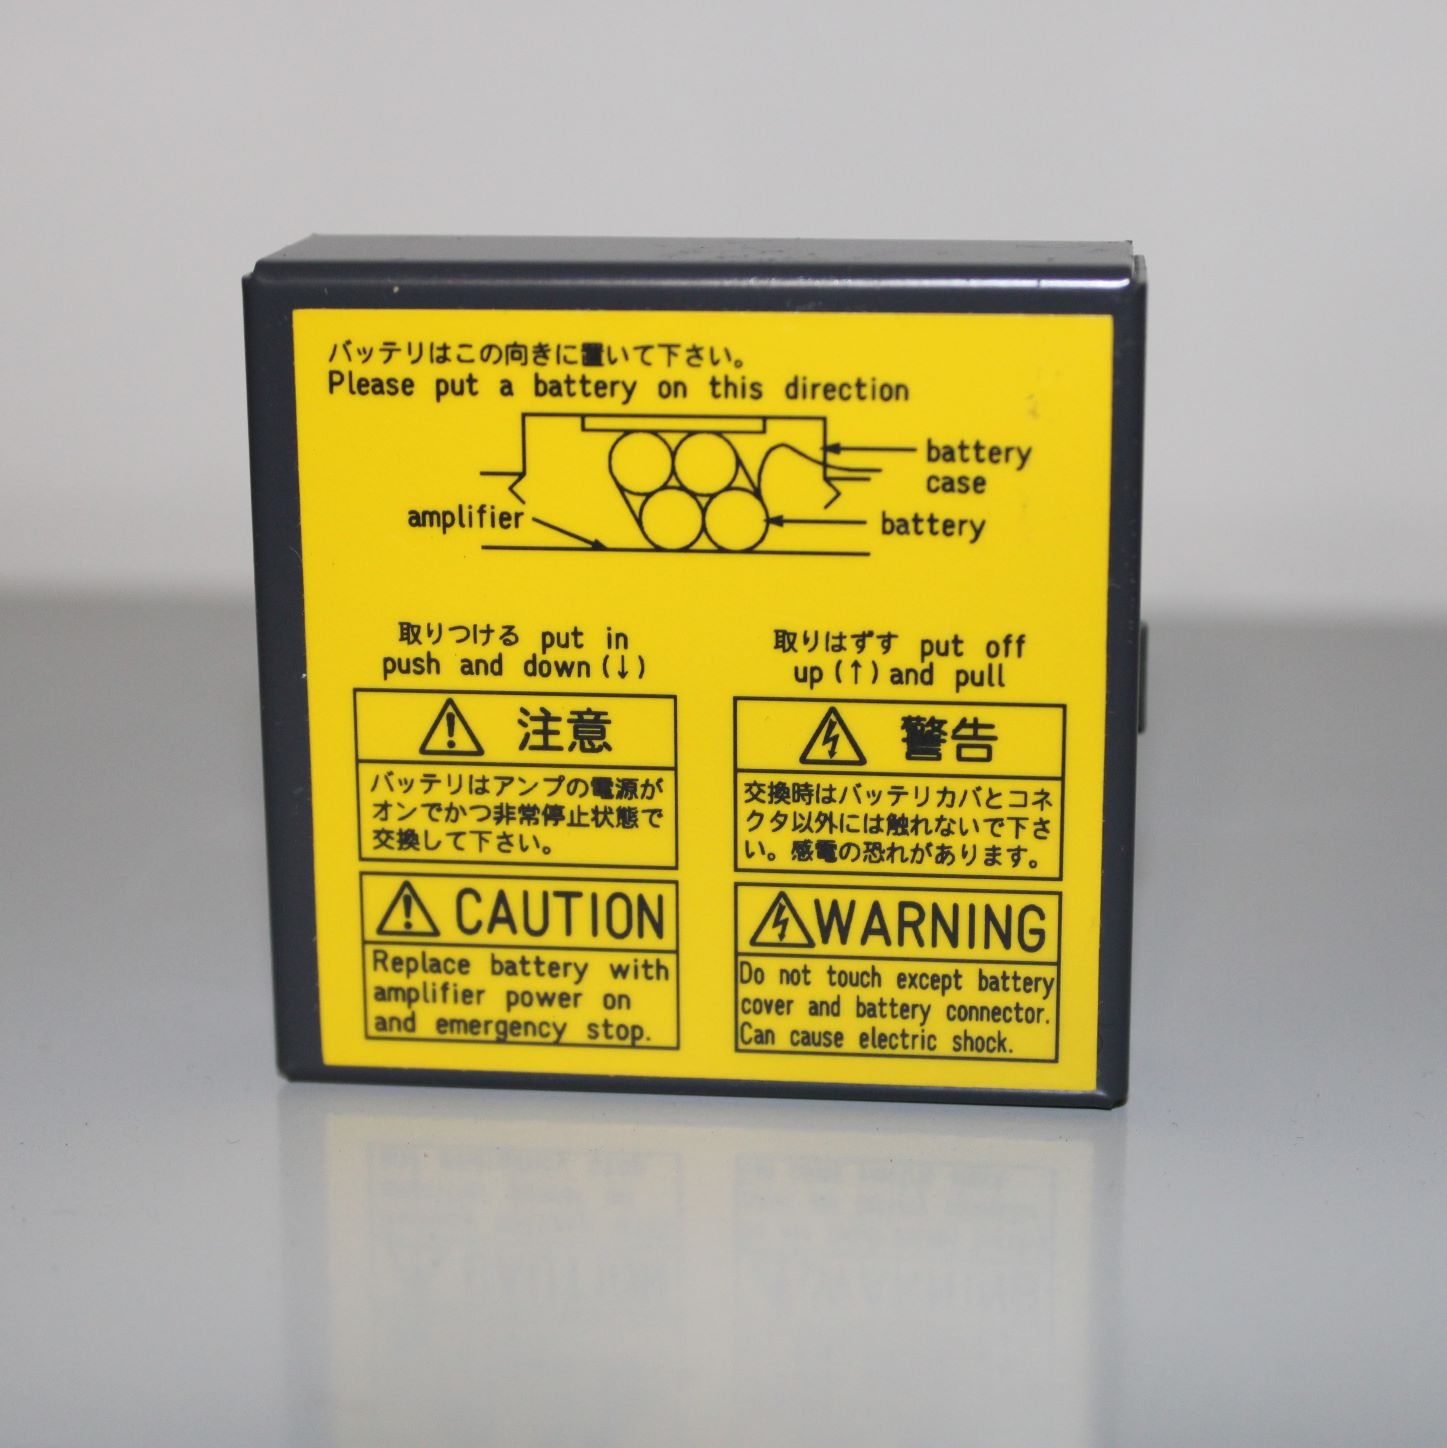 バッテリはこの向きに置いて下さい。
Please put a battery on this direction
battery
case
amplifier
battery
取りつける put in
push and down(↓)
取りはずす put off
up(↑)and pull
注意
バッテリはアンプの電源が
オンでかつ非常停止状態で
交換して下さい。
警告
交換時はバッテリカバとコネ
クタ以外には触れないで下さ
い。感電の恐れがあります。
CAUTION
Replace battery with
amplifier power on
and emergency stop.
WARNING
Do not touch except battery
cover and battery connector.
Can cause electric shock.